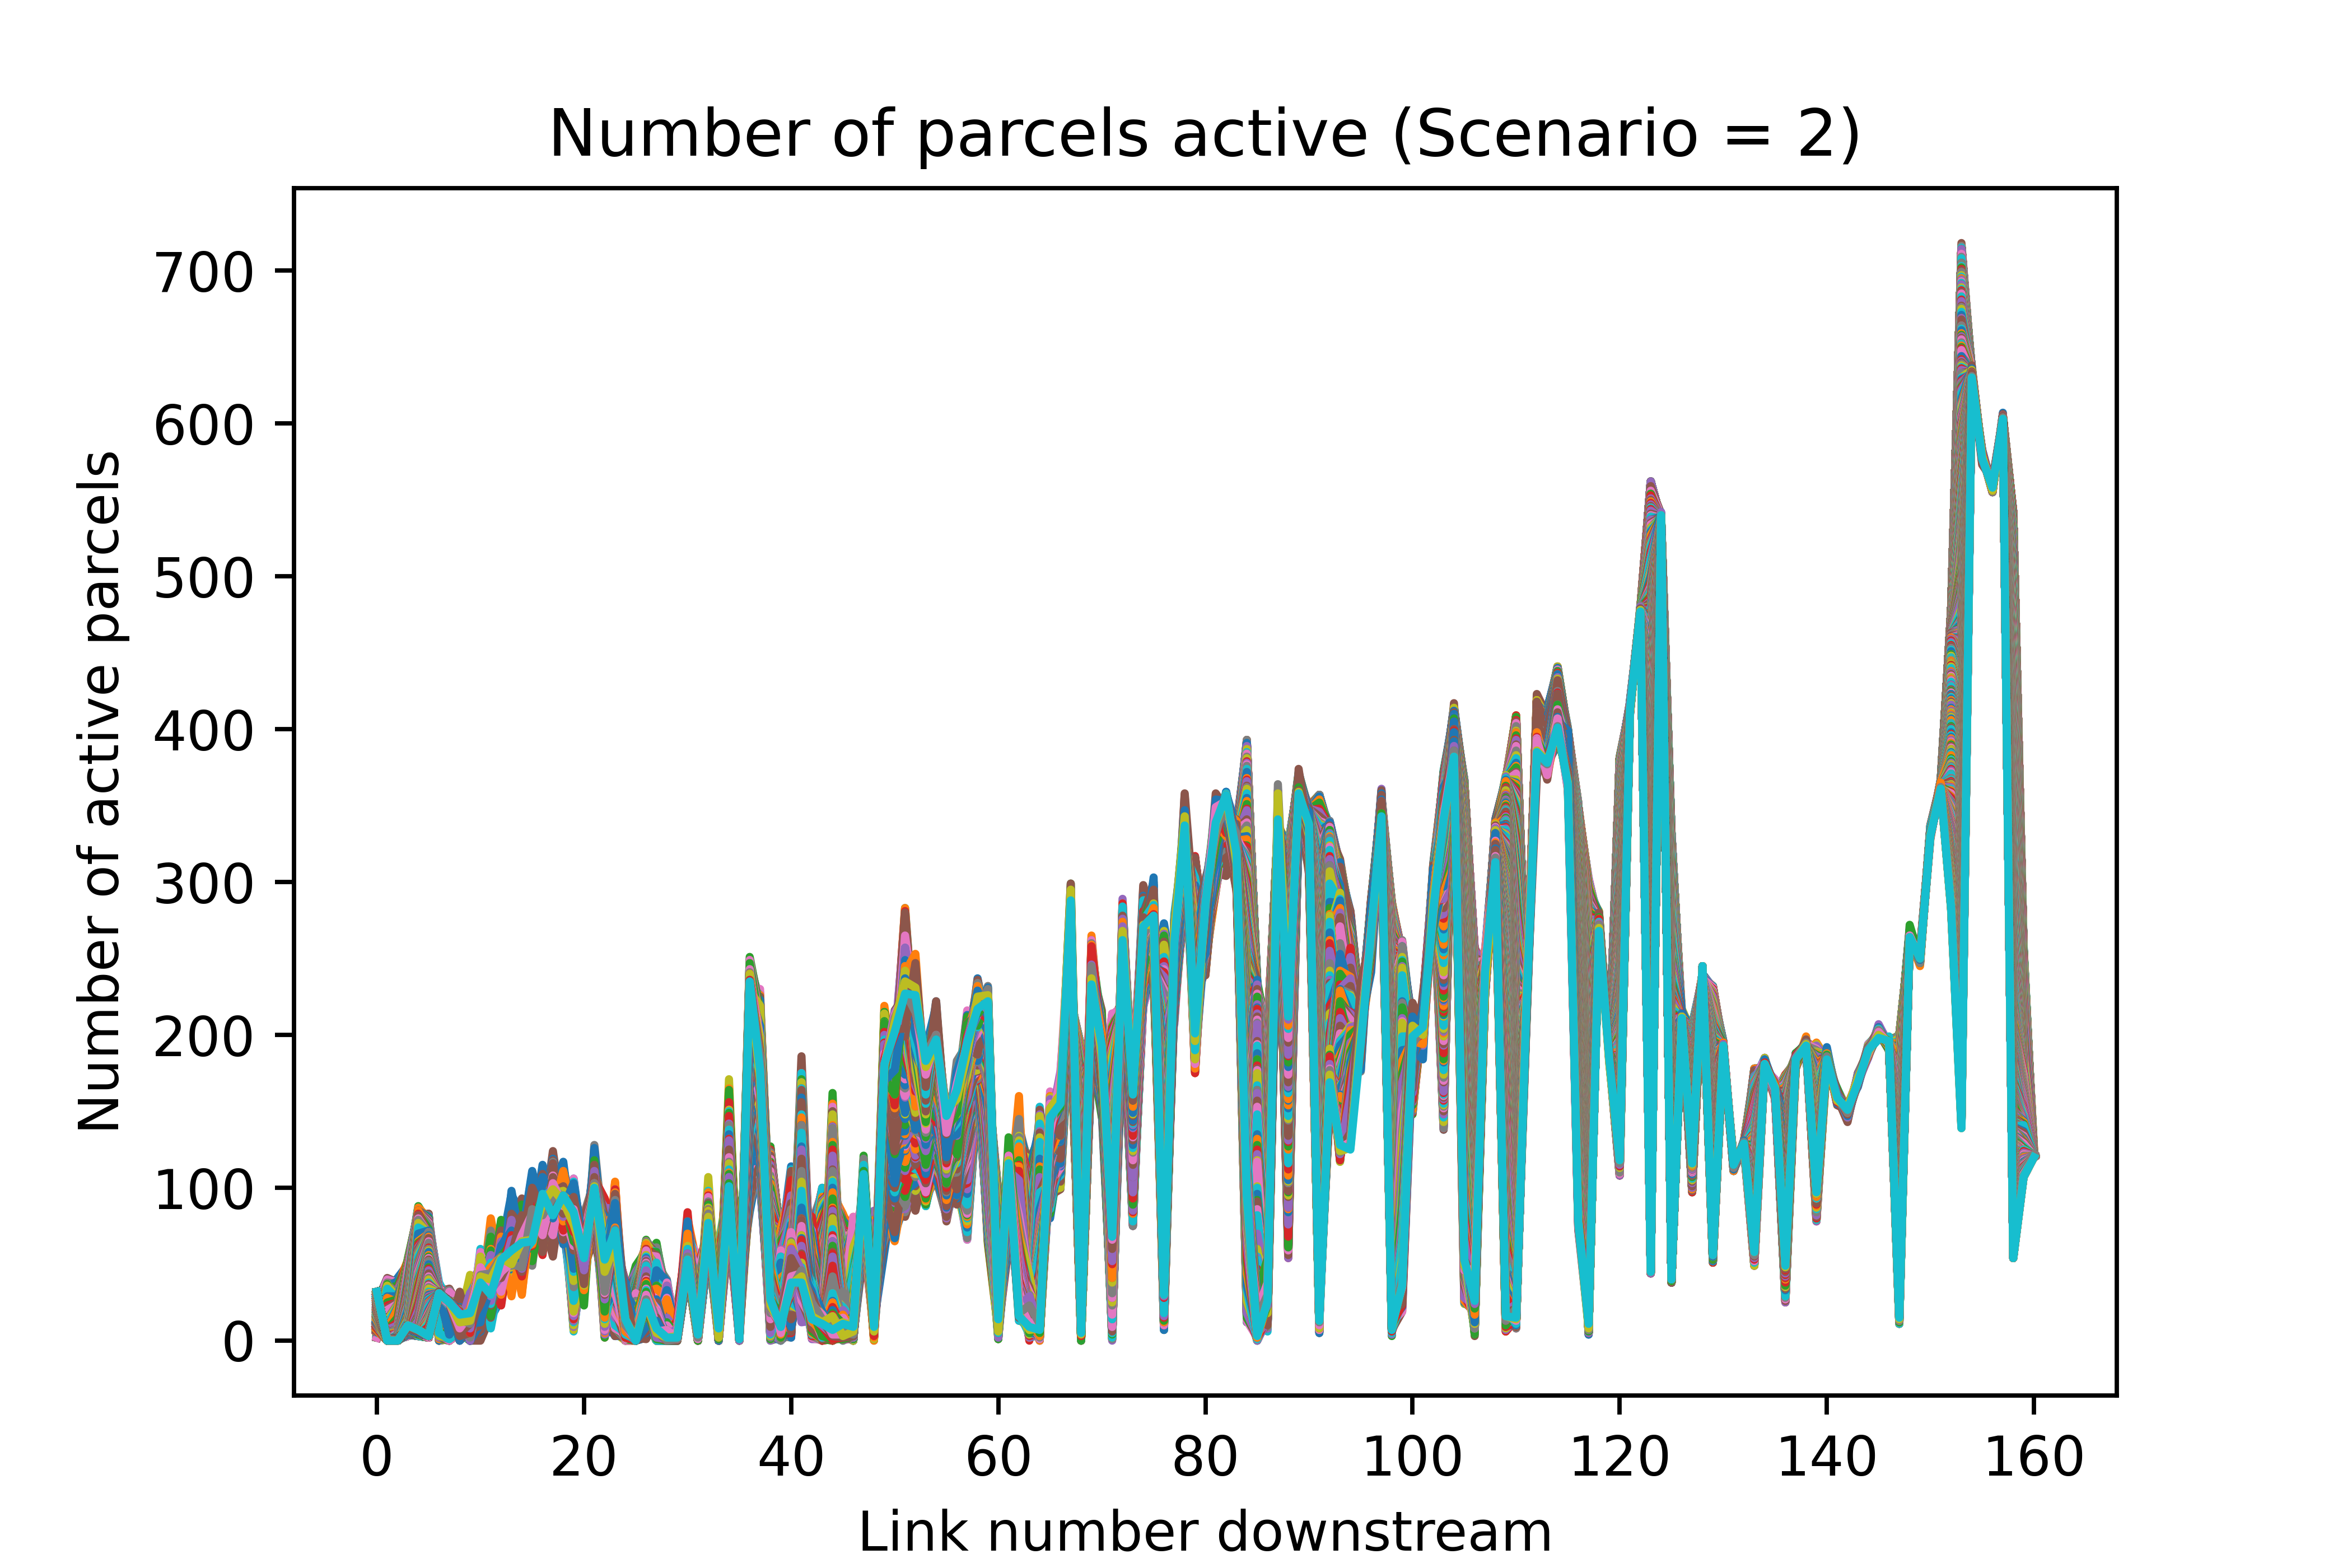 Number of parcels active (Scenario = 2)
Number of active parcels
700
600
500
400
300
200
100
0
0 20 40 60 80 100 120 140 160
Link number downstream